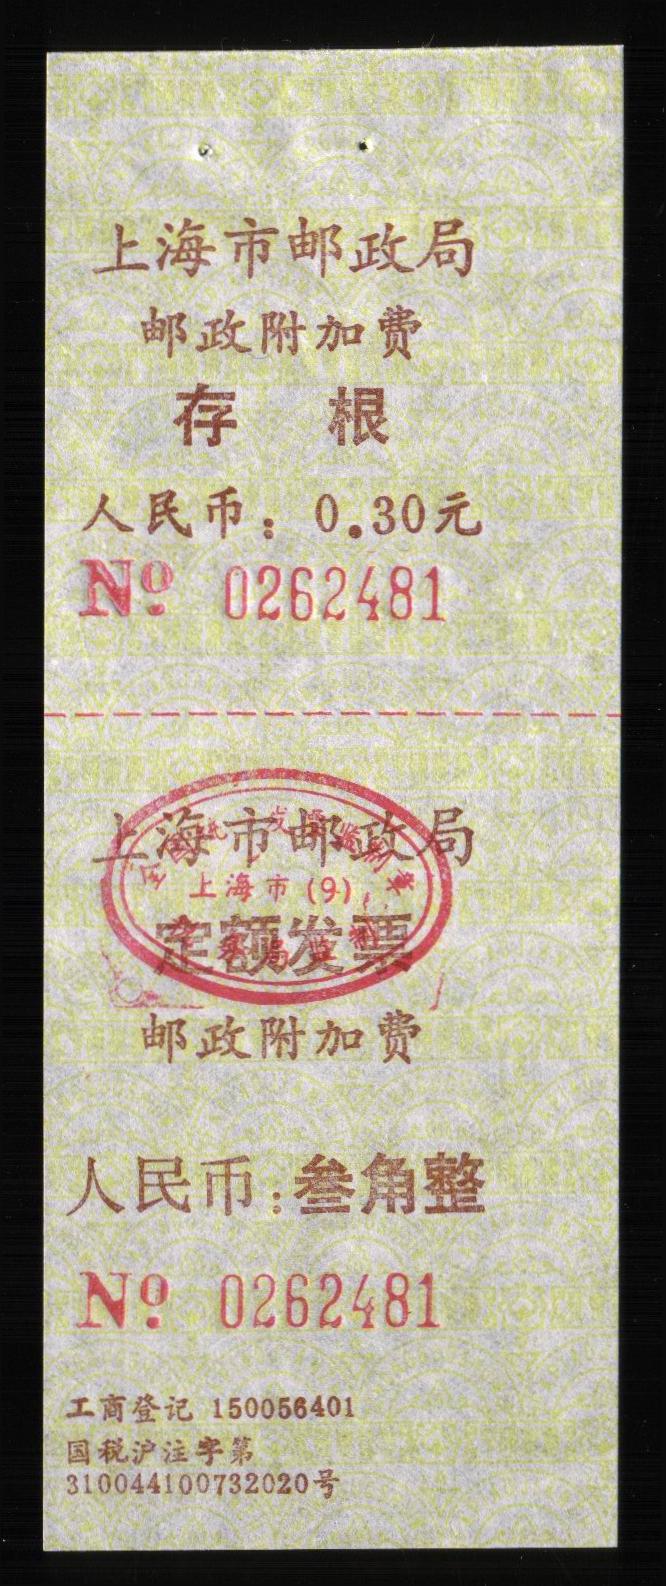 上海市邮政局
邮政附加费
存 根
人民币：0.30元
Nº 0262481
上海市邮政局
上海市(9)
定额发票
邮政附加费
人民币：叁角整
Nº 0262481
工商登记 150056401
国税沪注字第
310044100732020号